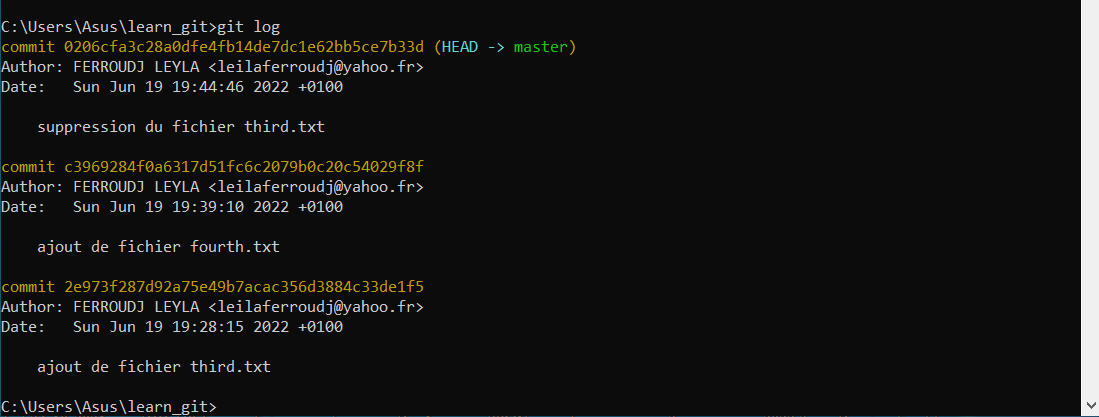 C:\Users\Asus\learn_git>git log
commit 0206cfa3c28a0dfe4fb14de7dc1e62bb5ce7b33d (HEAD -> master)
Author: FERROUDJ LEYLA <leilaferroudj@yahoo.fr>
Date:   Sun Jun 19 19:44:46 2022 +0100
    suppression du fichier third.txt
commit c3969284f0a6317d51fc6c2079b0c20c54029f8f
Author: FERROUDJ LEYLA <leilaferroudj@yahoo.fr>
Date:   Sun Jun 19 19:39:10 2022 +0100
    ajout de fichier fourth.txt
commit 2e973f287d92a75e49b7acac356d3884c33de1f5
Author: FERROUDJ LEYLA <leilaferroudj@yahoo.fr>
Date:   Sun Jun 19 19:28:15 2022 +0100
    ajout de fichier third.txt
C:\Users\Asus\learn_git>